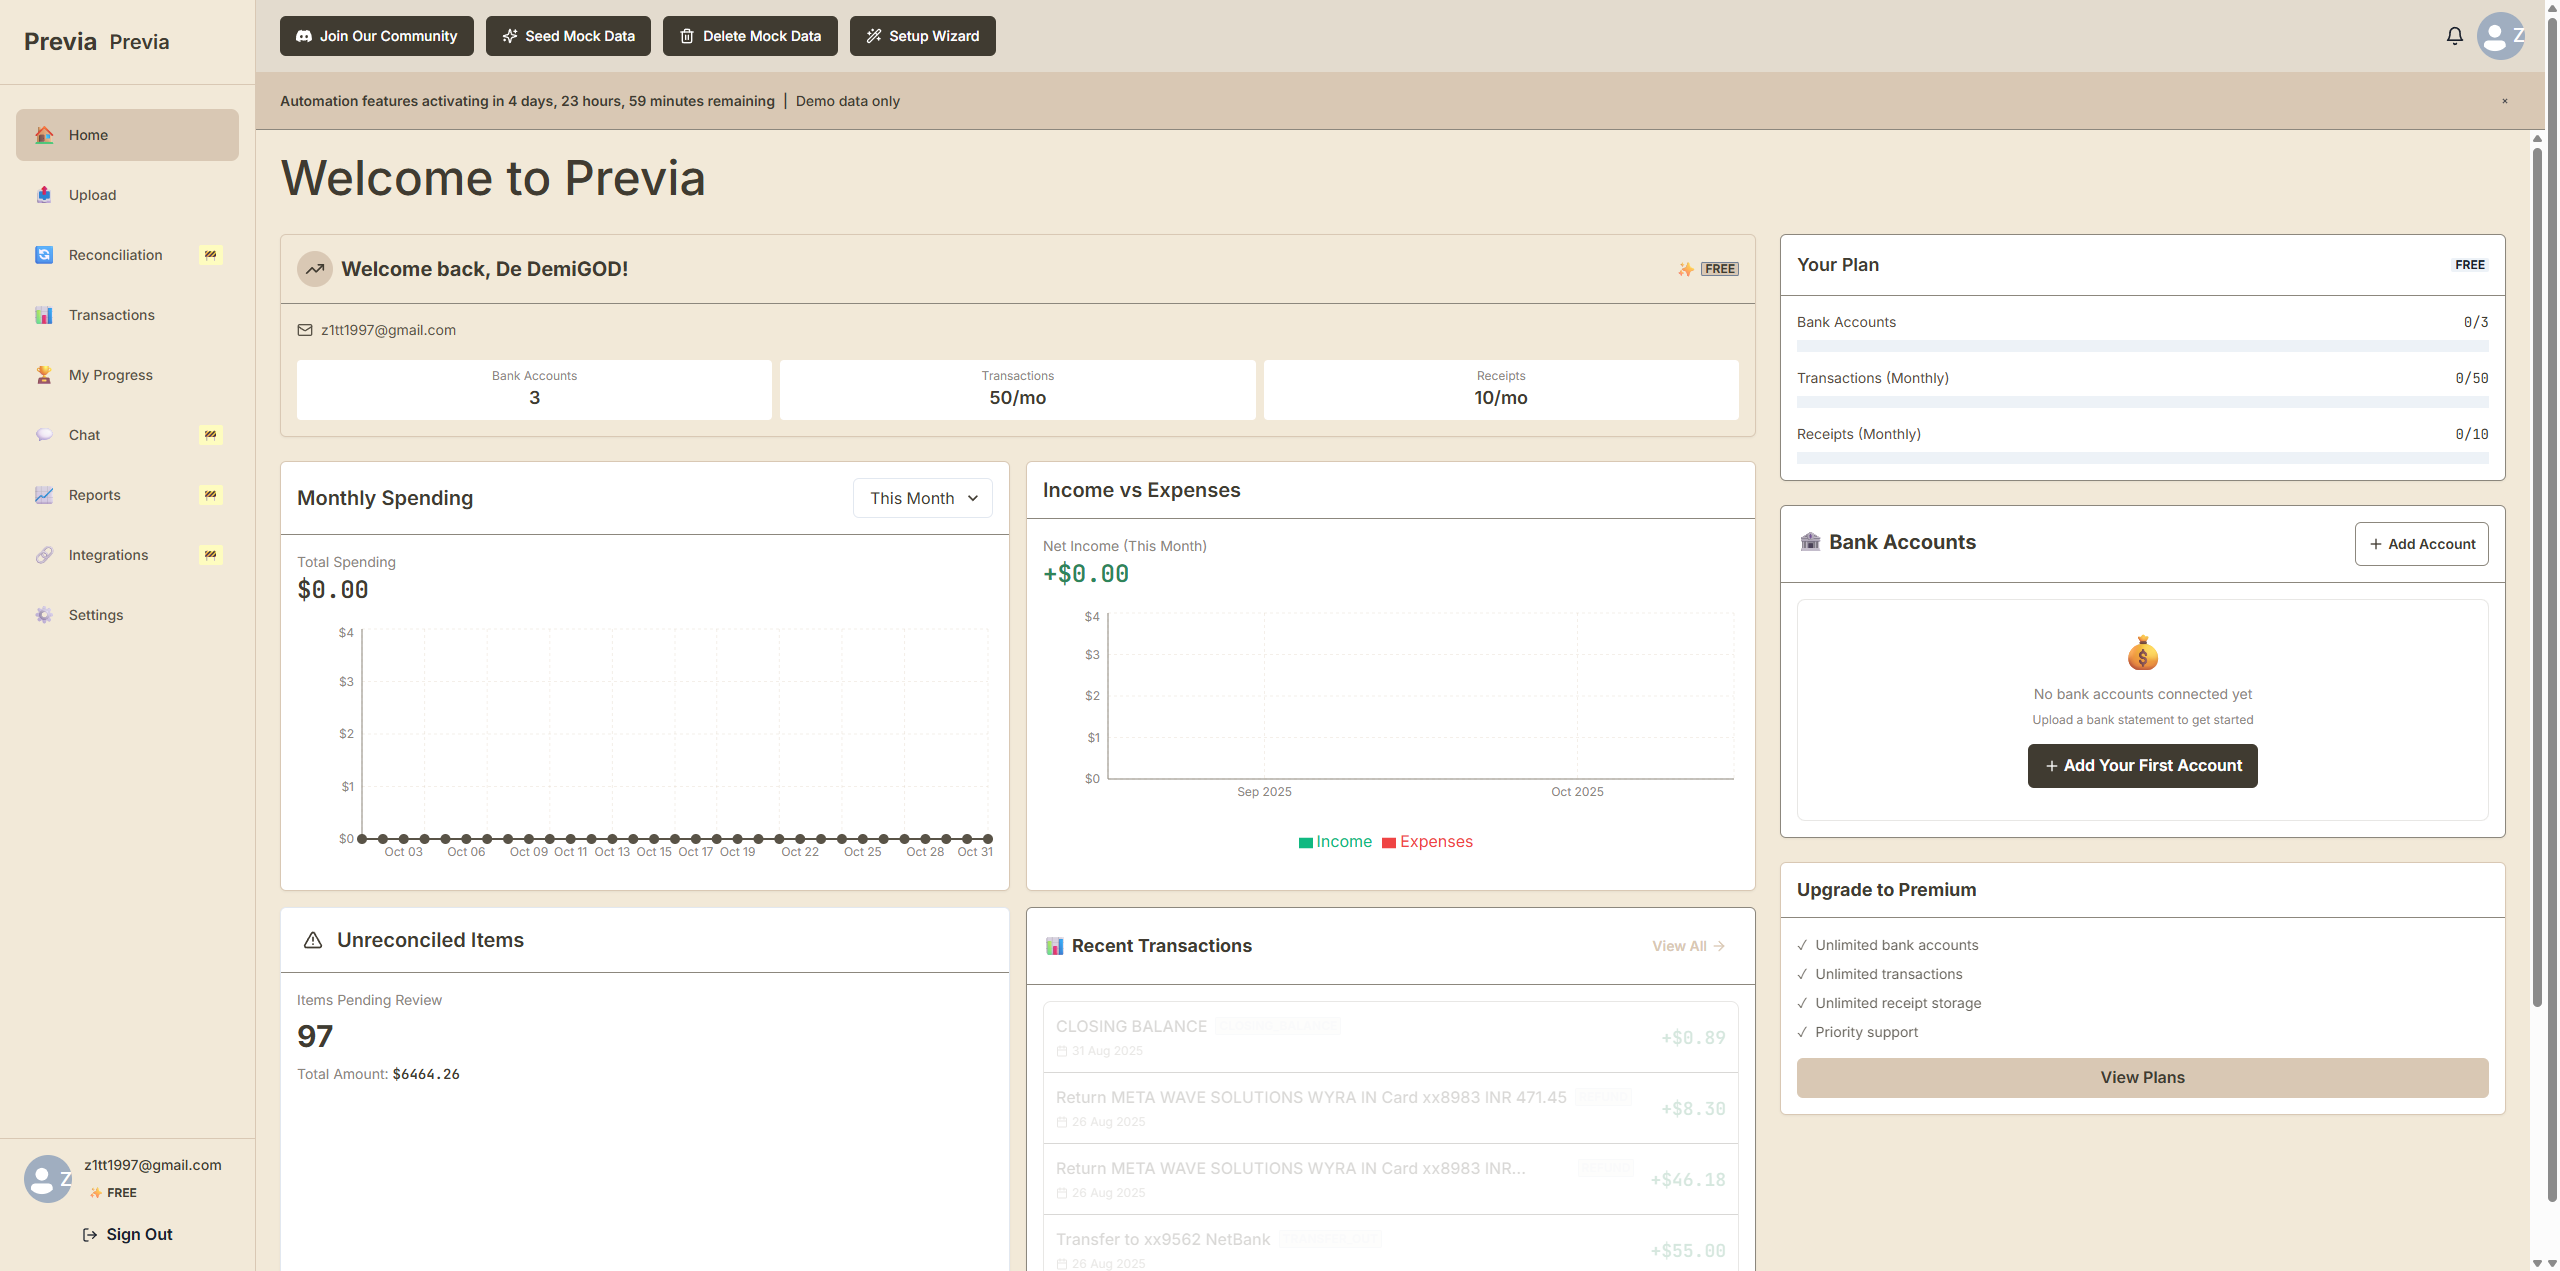 Previa Previa
Join Our Community
Seed Mock Data
Delete Mock Data
Setup Wizard
Z
Automation features activating in 4 days, 23 hours, 59 minutes remaining | Demo data only
×
Home
Upload
Reconciliation
Transactions
My Progress
Chat
Reports
Integrations
Settings
z1tt1997@gmail.com
Z
FREE
Sign Out
Welcome to Previa
Welcome back, De DemiGOD!
FREE
z1tt1997@gmail.com
Bank Accounts
3
Transactions
50/mo
Receipts
10/mo
Monthly Spending
This Month
Total Spending
$0.00
$4
$3
$2
$1
$0
Oct 03 Oct 06 Oct 09 Oct 11 Oct 13 Oct 15 Oct 17 Oct 19 Oct 22 Oct 25 Oct 28 Oct 31
Income vs Expenses
Net Income (This Month)
+$0.00
$4
$3
$2
$1
$0
Sep 2025 Oct 2025
Income Expenses
Unreconciled Items
Items Pending Review
97
Total Amount: $6464.26
Recent Transactions
View All →
CLOSING BALANCE
+$0.89
31 Aug 2025
Return META WAVE SOLUTIONS WYRA IN Card xx8983 INR 471.45
+$8.30
26 Aug 2025
Return META WAVE SOLUTIONS WYRA IN Card xx8983 INR...
+$46.18
26 Aug 2025
Transfer to xx9562 NetBank
+$55.00
26 Aug 2025
Your Plan
FREE
Bank Accounts 0/3
Transactions (Monthly) 0/50
Receipts (Monthly) 0/10
Bank Accounts
+ Add Account
No bank accounts connected yet
Upload a bank statement to get started
+ Add Your First Account
Upgrade to Premium
✓ Unlimited bank accounts
✓ Unlimited transactions
✓ Unlimited receipt storage
✓ Priority support
View Plans